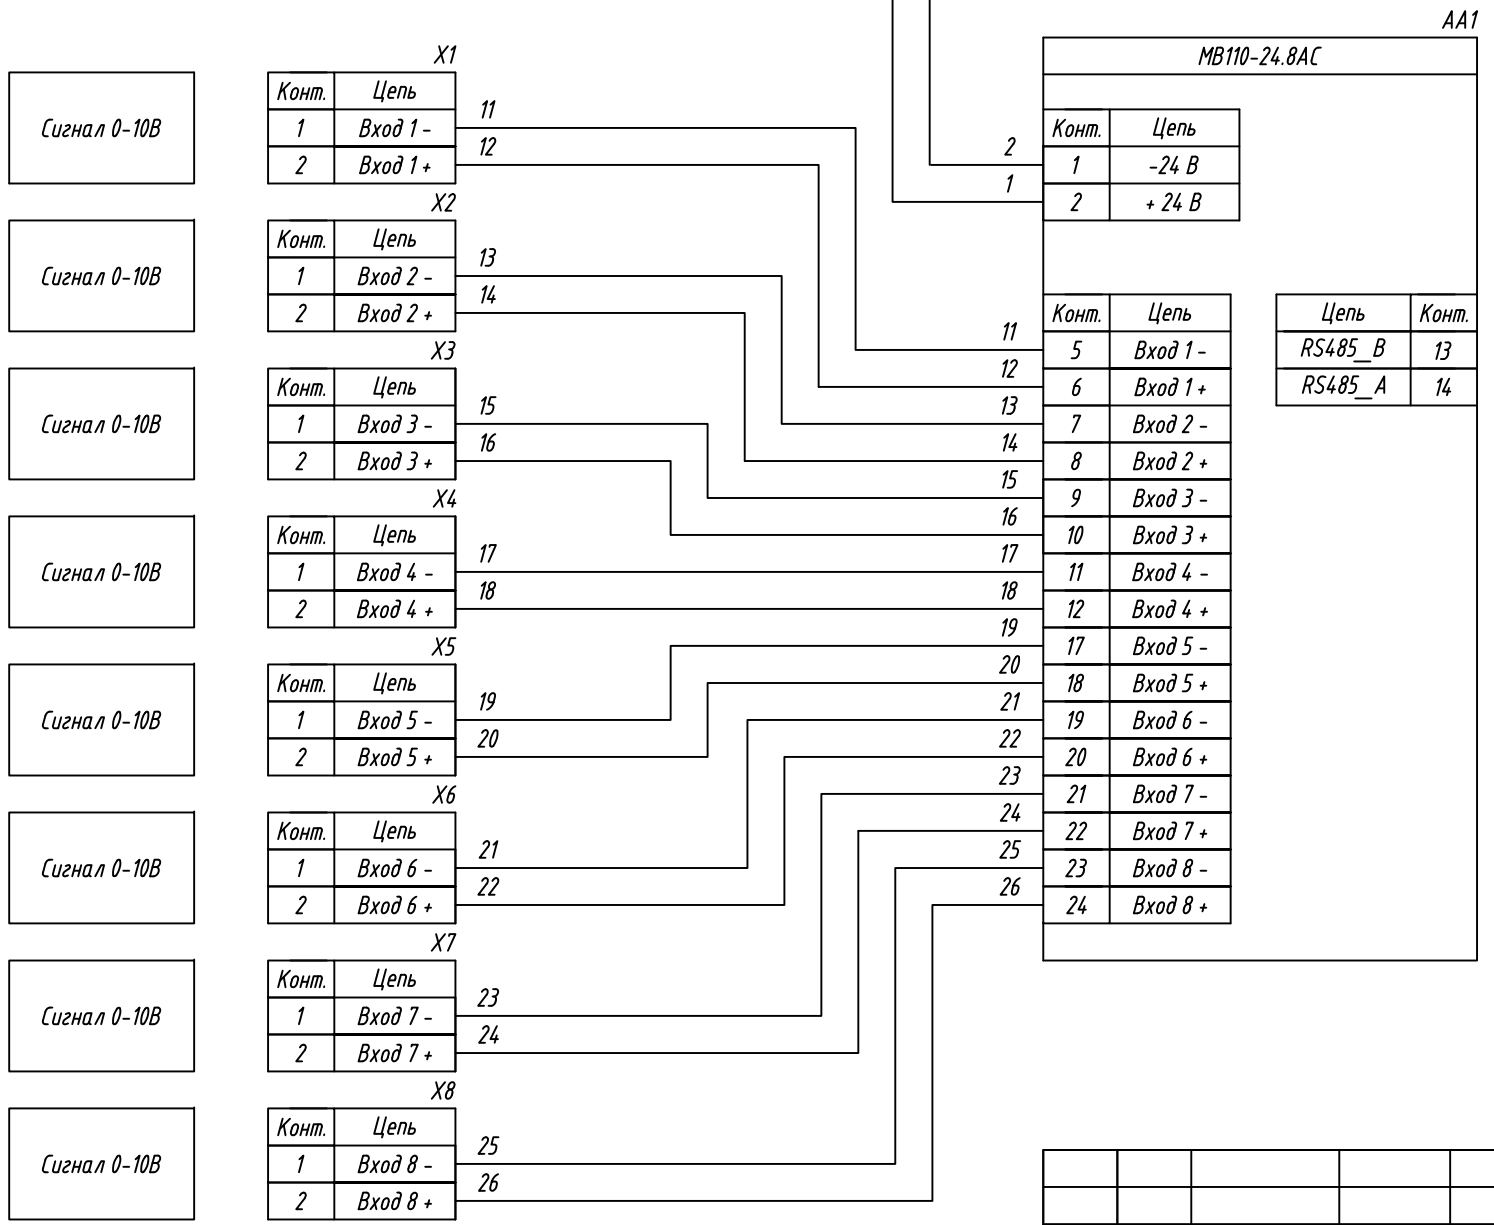 AA1
МВ110-24.8АС
Конт. Цепь
2 1 -24 В
1 2 +24 В
Цепь Конт.
RS485_B 13
RS485_A 14
Конт. Цепь
11 5 Вход 1 -
12 6 Вход 1 +
13 7 Вход 2 -
14 8 Вход 2 +
15 9 Вход 3 -
16 10 Вход 3 +
17 11 Вход 4 -
18 12 Вход 4 +
19 17 Вход 5 -
20 18 Вход 5 +
21 19 Вход 6 -
22 20 Вход 6 +
23 21 Вход 7 -
24 22 Вход 7 +
25 23 Вход 8 -
26 24 Вход 8 +
X1
Сигнал 0-10В
Конт. Цепь
1 Вход 1 - 11
2 Вход 1 + 12
X2
Сигнал 0-10В
Конт. Цепь
1 Вход 2 - 13
2 Вход 2 + 14
X3
Сигнал 0-10В
Конт. Цепь
1 Вход 3 - 15
2 Вход 3 + 16
X4
Сигнал 0-10В
Конт. Цепь
1 Вход 4 - 17
2 Вход 4 + 18
X5
Сигнал 0-10В
Конт. Цепь
1 Вход 5 - 19
2 Вход 5 + 20
X6
Сигнал 0-10В
Конт. Цепь
1 Вход 6 - 21
2 Вход 6 + 22
X7
Сигнал 0-10В
Конт. Цепь
1 Вход 7 - 23
2 Вход 7 + 24
X8
Сигнал 0-10В
Конт. Цепь
1 Вход 8 - 25
2 Вход 8 + 26